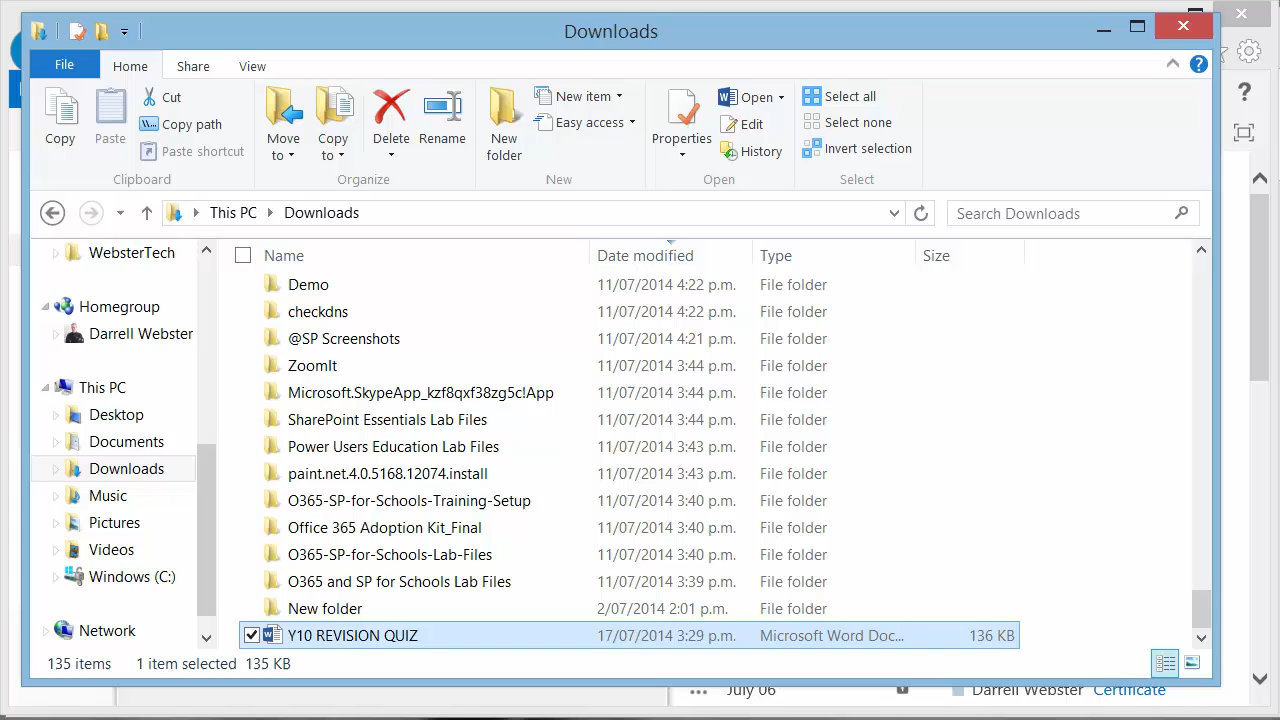 Downloads
File Home Share View
Copy
Paste
Cut
Copy path
Paste shortcut
Clipboard
Move to
Copy to
Delete
Rename
Organize
New folder
New item
Easy access
New
Properties
Open
Edit
History
Open
Select all
Select none
Invert selection
Select
This PC Downloads
Search Downloads
WebsterTech
Homegroup
Darrell Webster
This PC
Desktop
Documents
Downloads
Music
Pictures
Videos
Windows (C:)
Network
Name Date modified Type Size
Demo 11/07/2014 4:22 p.m. File folder
checkdns 11/07/2014 4:22 p.m. File folder
@SP Screenshots 11/07/2014 4:21 p.m. File folder
ZoomIt 11/07/2014 3:44 p.m. File folder
Microsoft.SkypeApp_kzf8qxf38zg5c!App 11/07/2014 3:44 p.m. File folder
SharePoint Essentials Lab Files 11/07/2014 3:44 p.m. File folder
Power Users Education Lab Files 11/07/2014 3:43 p.m. File folder
paint.net.4.0.5168.12074.install 11/07/2014 3:43 p.m. File folder
O365-SP-for-Schools-Training-Setup 11/07/2014 3:40 p.m. File folder
Office 365 Adoption Kit_Final 11/07/2014 3:40 p.m. File folder
O365-SP-for-Schools-Lab-Files 11/07/2014 3:40 p.m. File folder
O365 and SP for Schools Lab Files 11/07/2014 3:39 p.m. File folder
New folder 2/07/2014 2:01 p.m. File folder
Y10 REVISION QUIZ 17/07/2014 3:29 p.m. Microsoft Word Doc... 136 KB
135 items 1 item selected 135 KB
July 06 Darrell Webster Certificate